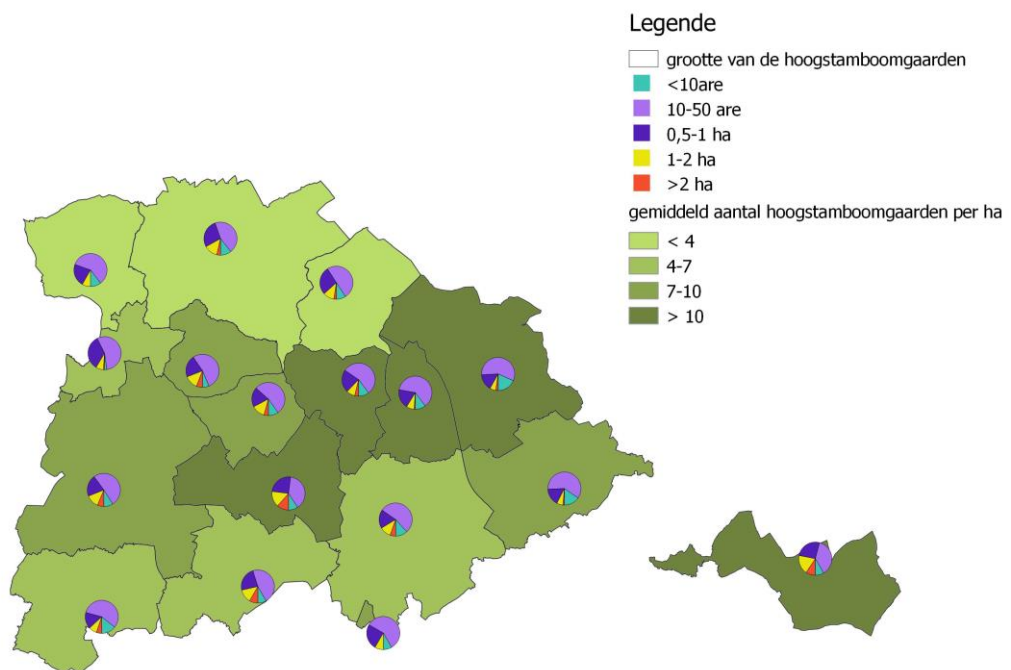 Legende
grootte van de hoogstamboomgaarden
<10are
10-50 are
0,5-1 ha
1-2 ha
>2 ha
gemiddeld aantal hoogstamboomgaarden per ha
< 4
4-7
7-10
> 10